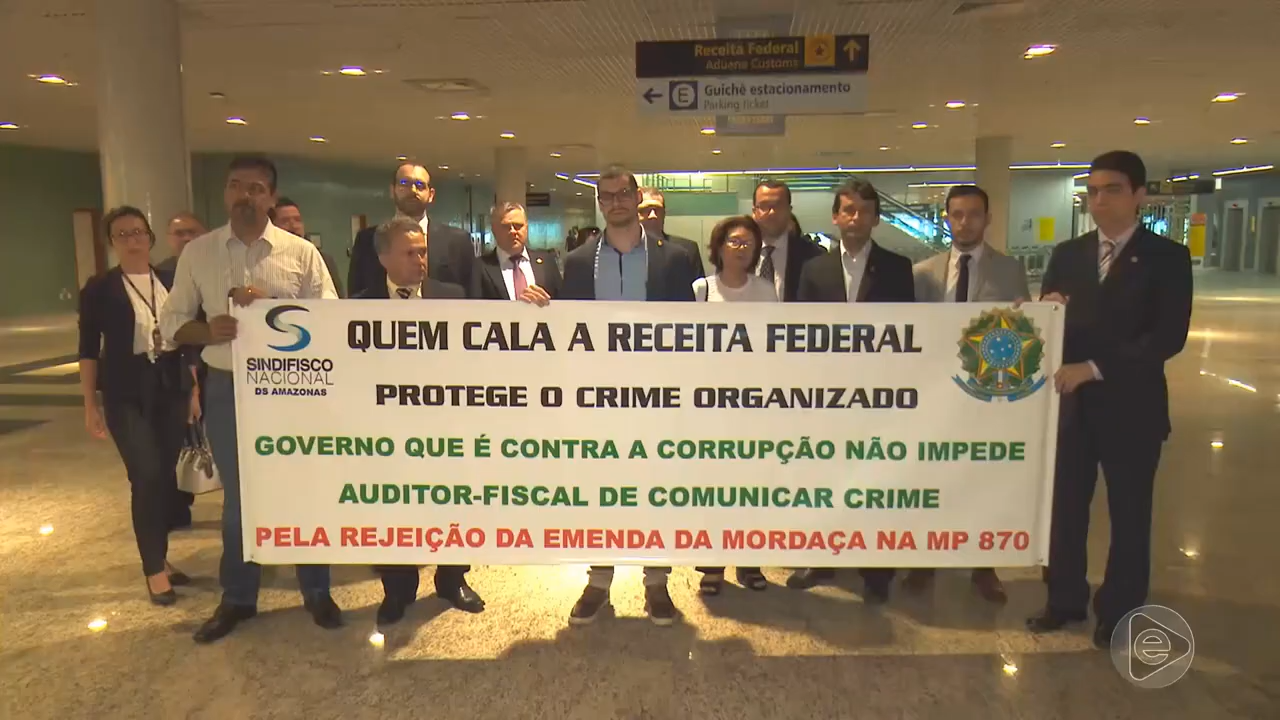 Receita Federal
Aduana Customs
Guichê estacionamento
Parking ticket
E
SINDIFISCO
NACIONAL
DS AMAZONAS
QUEM CALA A RECEITA FEDERAL
PROTEGE O CRIME ORGANIZADO
GOVERNO QUE É CONTRA A CORRUPÇÃO NÃO IMPEDE
AUDITOR-FISCAL DE COMUNICAR CRIME
PELA REJEIÇÃO DA EMENDA DA MORDAÇA NA MP 870
e